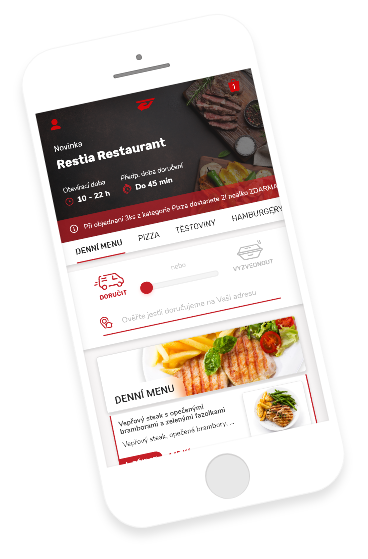 1
Novinka
Restia Restaurant
Otevírací doba
10 - 22 h
Předp. doba doručení
Do 45 min
Při objednání 3ks z kategorie Pizza dostanete 2l nealko ZDARMA
DENNÍ MENU
PIZZA
TĚSTOVINY
HAMBURGERY
DORUČIT
nebo
VYZVEDNOUT
Ověřte jestli doručujeme na Vaši adresu
DENNÍ MENU
Vepřový steak s opečenými
bramborami a zelenými fazolkami
Vepřový steak, opečené brambory, ...